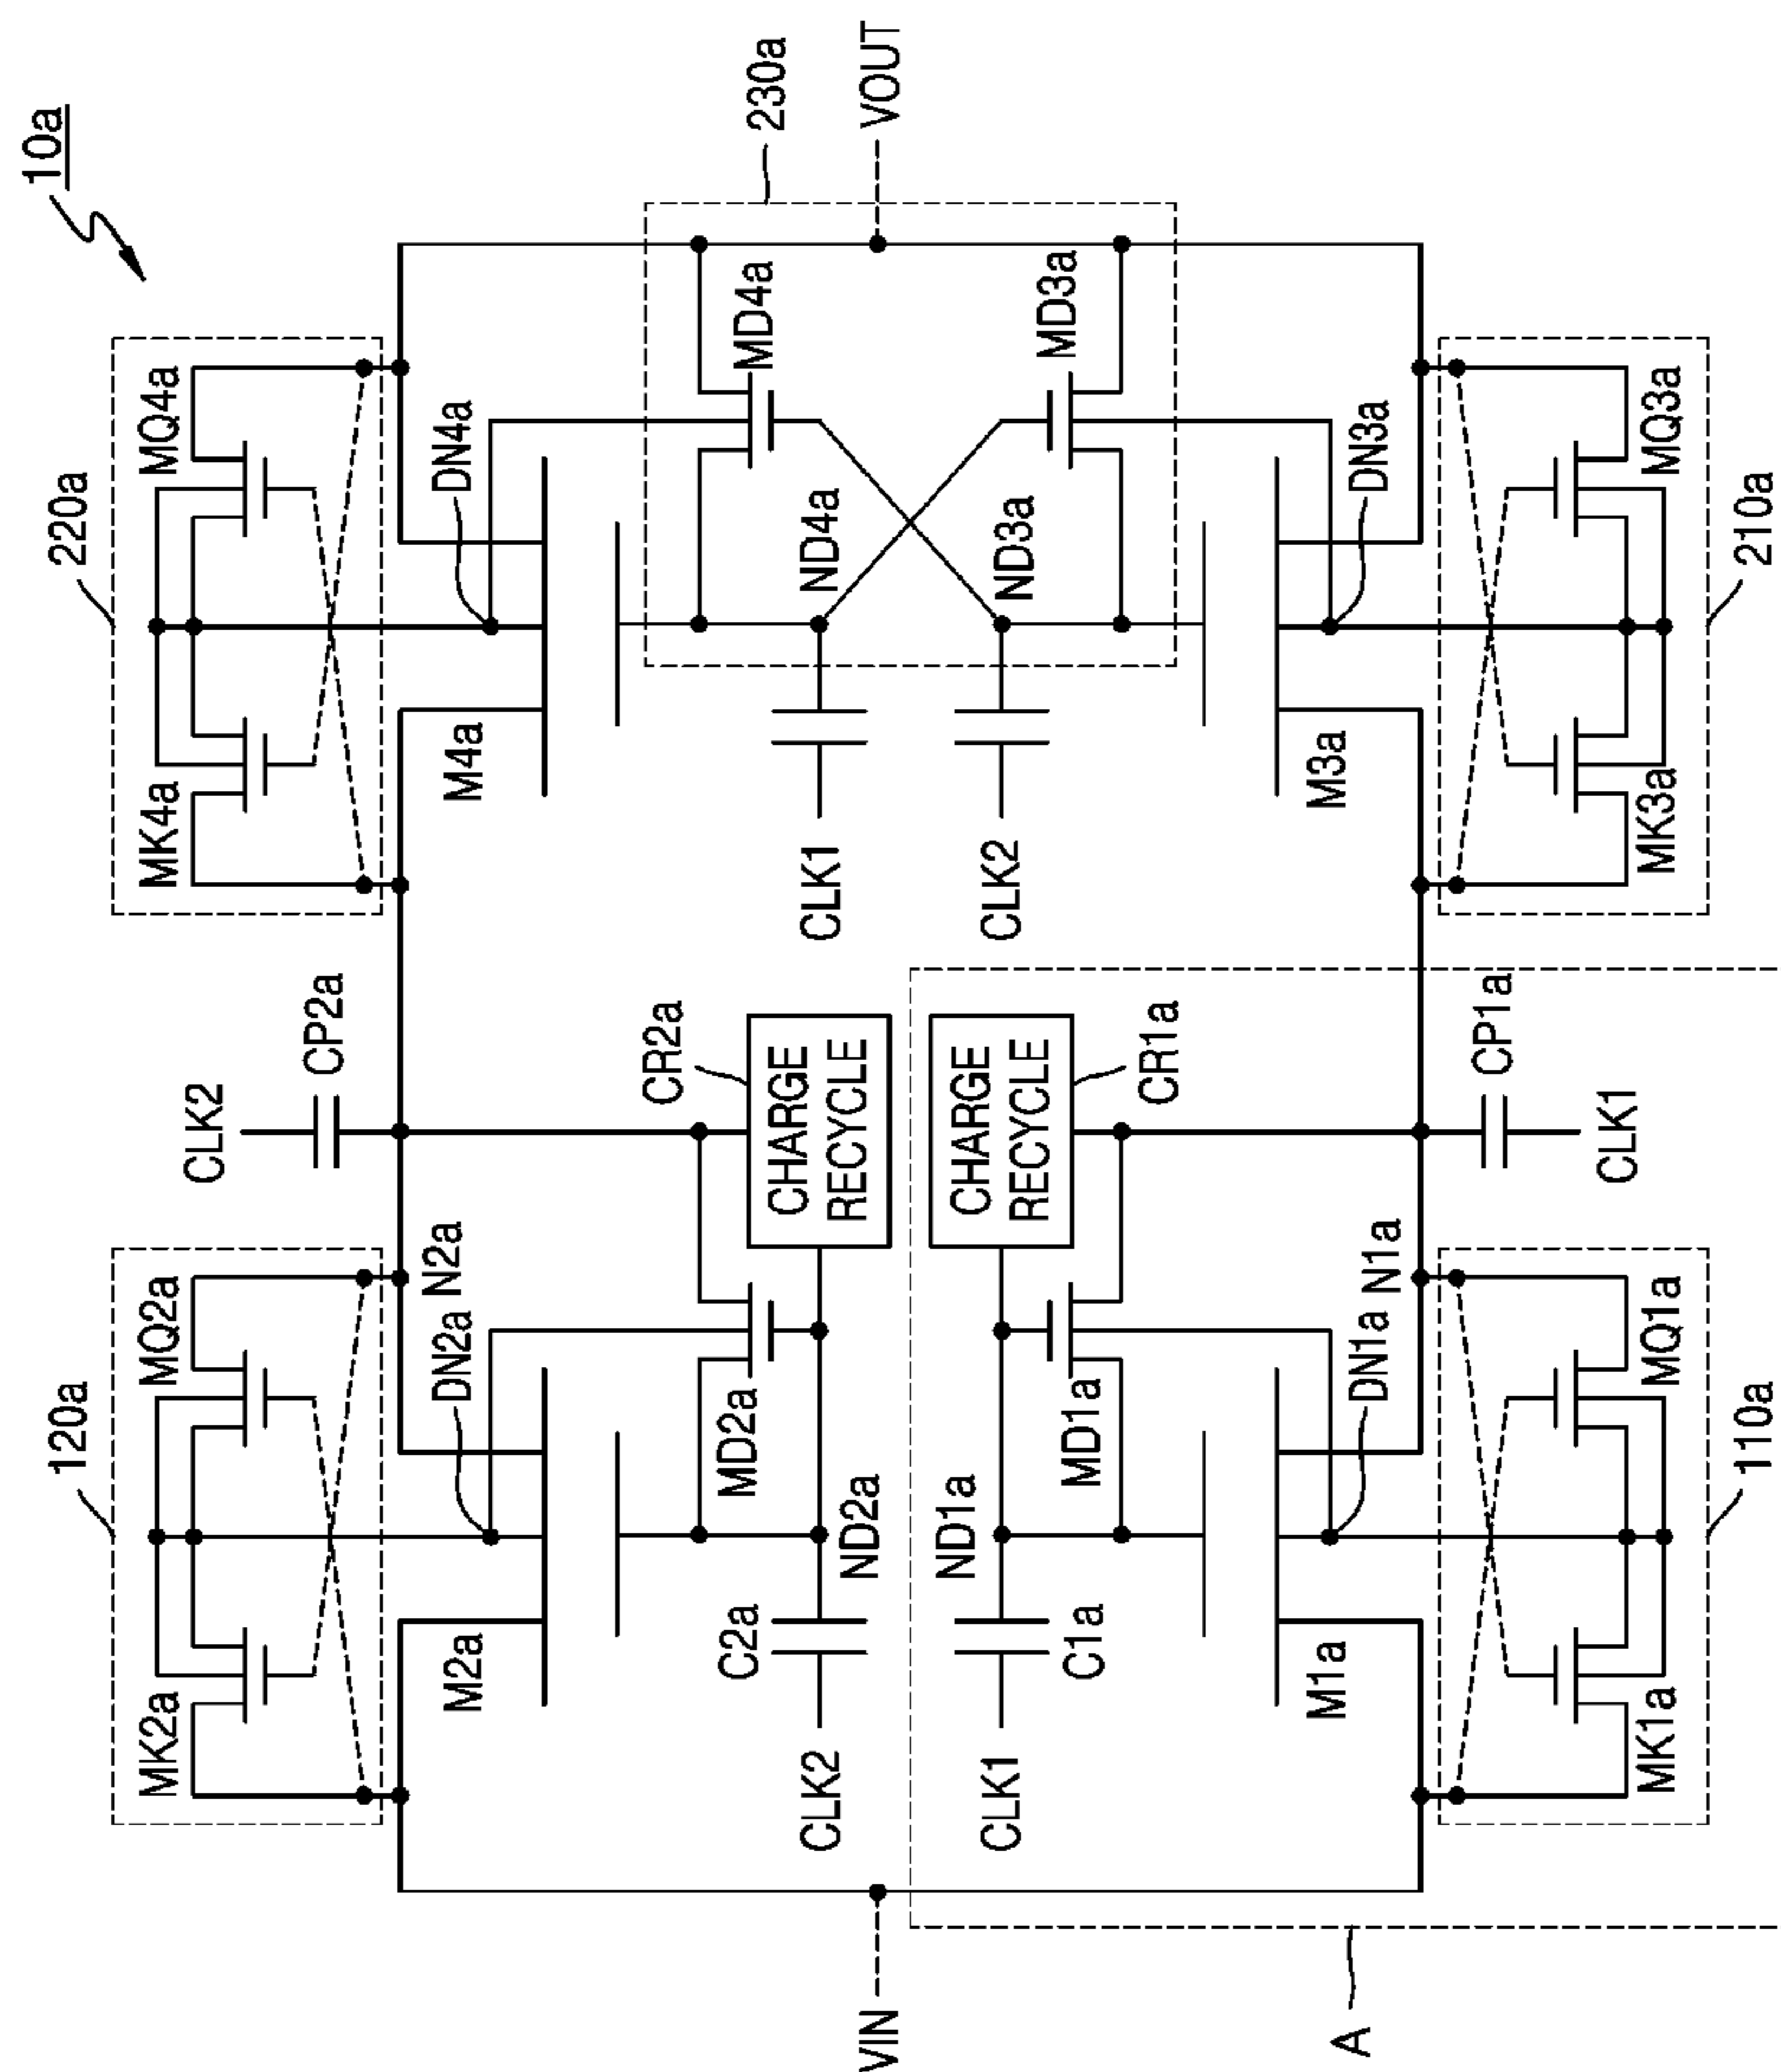 10a
220a
120a
MK4a
MQ4a
MK2a
MQ2a
CLK2
CP2a
N2a
DN2a
DN4a
M2a
M4a
CR2a
MD2a
MD4a
230a
C2a
CLK2
ND2a
CHARGE
RECYCLE
CLK1
ND4a
VIN
VOUT
CLK1
ND1a
CHARGE
RECYCLE
CLK2
ND3a
C1a
MD1a
CR1a
MD3a
M1a
DN1a
N1a
M3a
DN3a
A
CP1a
CLK1
MK1a
MQ1a
MK3a
MQ3a
110a
210a